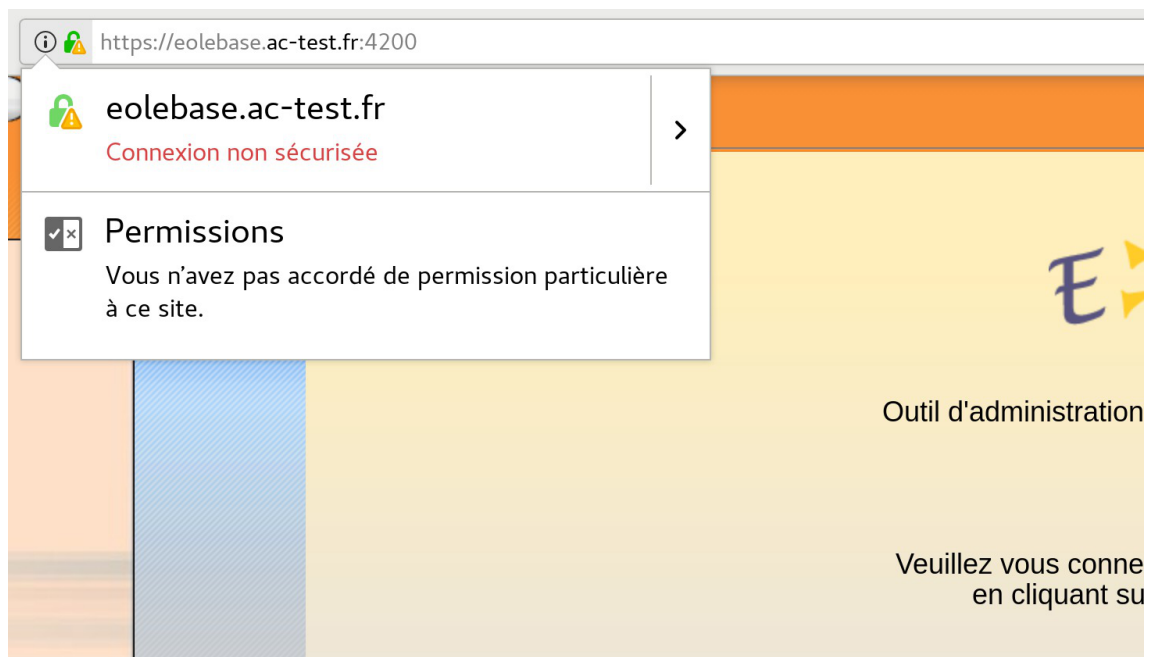 https://eolebase.ac-test.fr:4200
eolebase.ac-test.fr
Connexion non sécurisée
Permissions
Vous n’avez pas accordé de permission particulière
à ce site.
E
Outil d'administration
Veuillez vous conne
en cliquant su